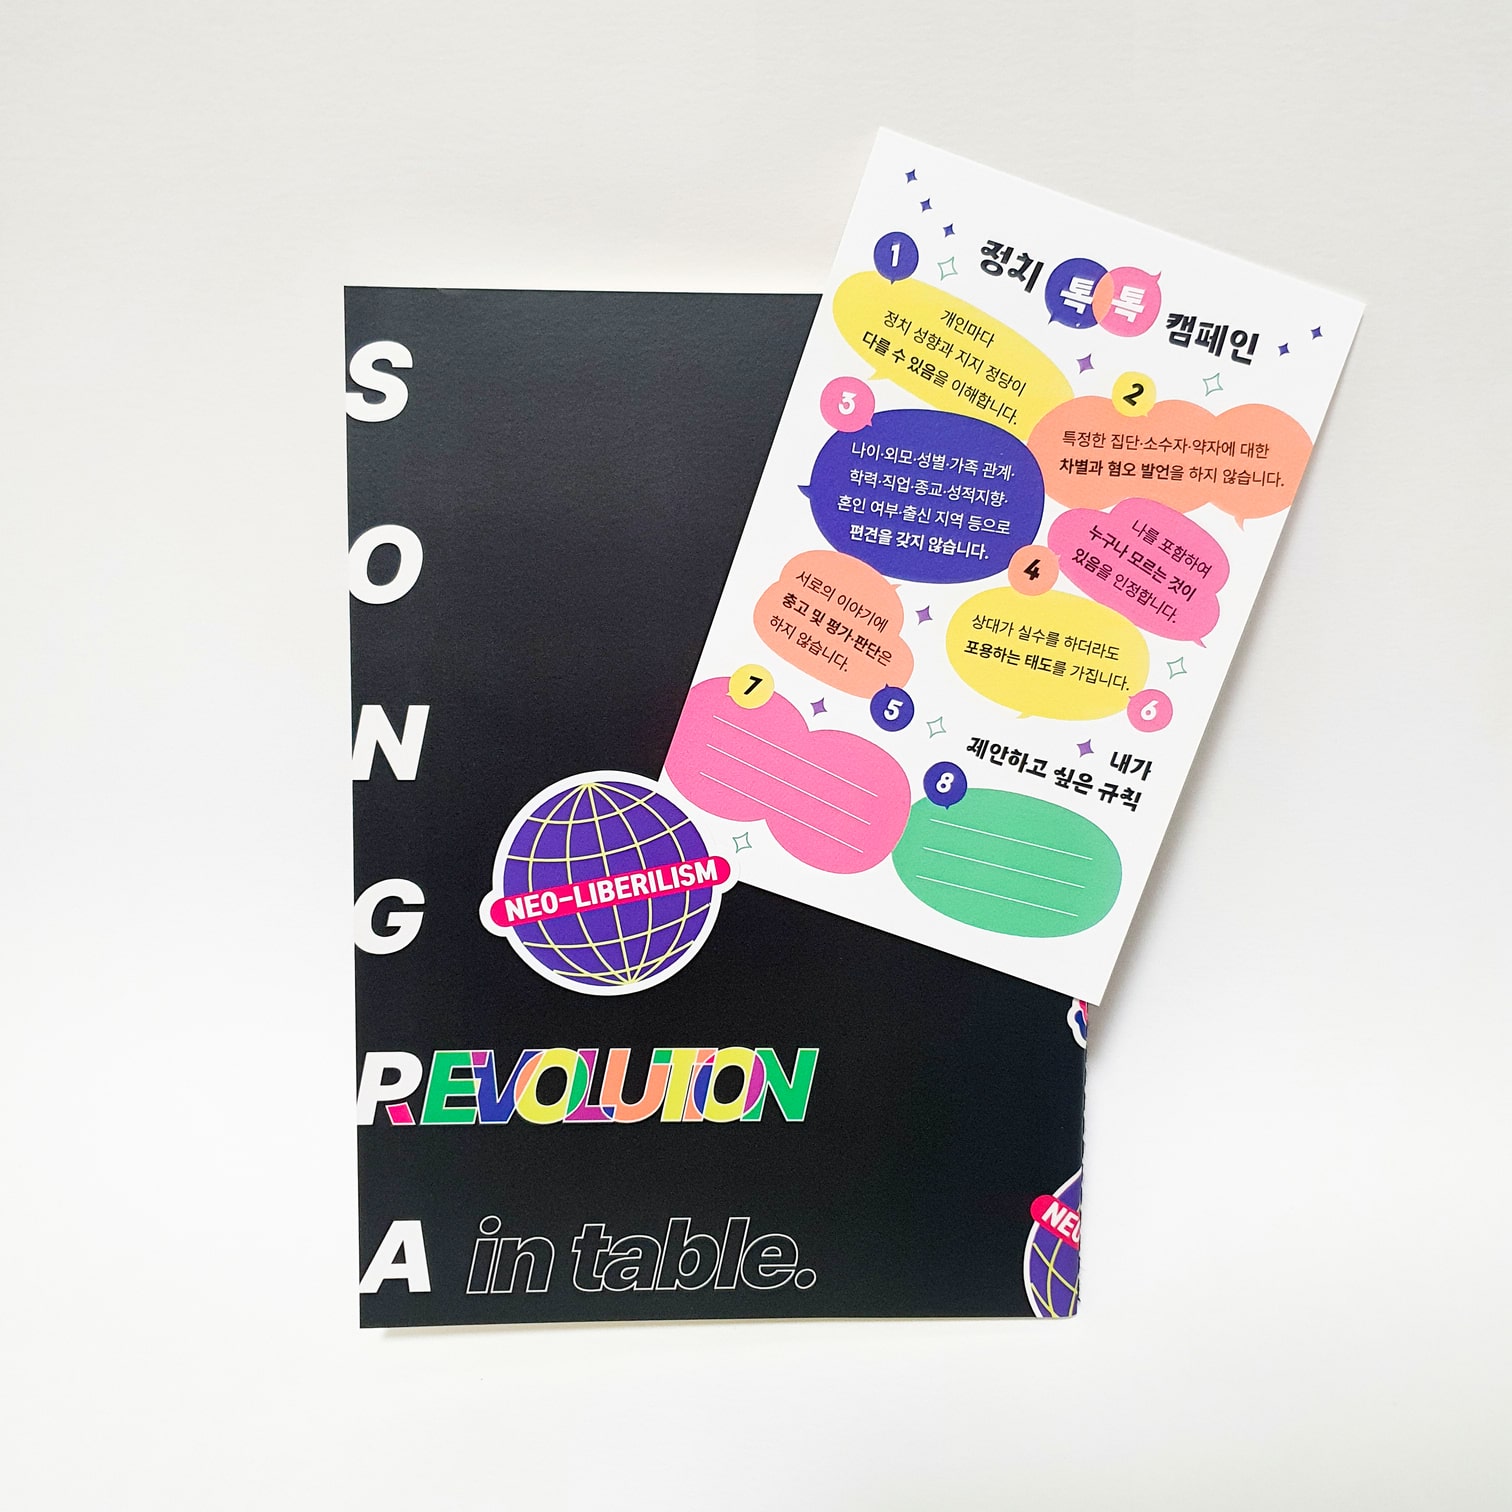 S
O
N
G
REVOLUTION
A in table.
NEO-LIBERILISM
NEO
정치 톡톡 캠페인
1
개인마다
정치 성향과 지지 정당이
다를 수 있음을 이해합니다.
2
특정한 집단·소수자·약자에 대한
차별과 혐오 발언을 하지 않습니다.
3
나이·외모·성별·가족 관계·
학력·직업·종교·성적지향·
혼인 여부·출신 지역 등으로
편견을 갖지 않습니다.
4
나를 포함하여
누구나 모르는 것이
있음을 인정합니다.
서로의 이야기에
충고 및 평가·판단은
하지 않습니다.
5
상대가 실수를 하더라도
포용하는 태도를 가집니다.
6
7
내가
제안하고 싶은 규칙
8